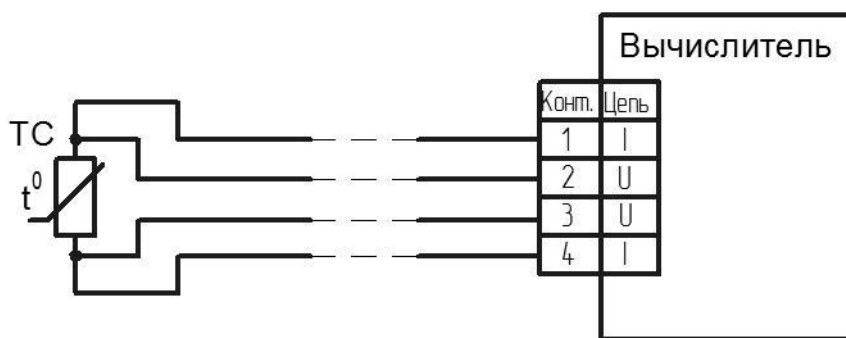 Вычислитель
Конт. Цепь
ТС
1 I
2 U
t⁰
3 U
4 I